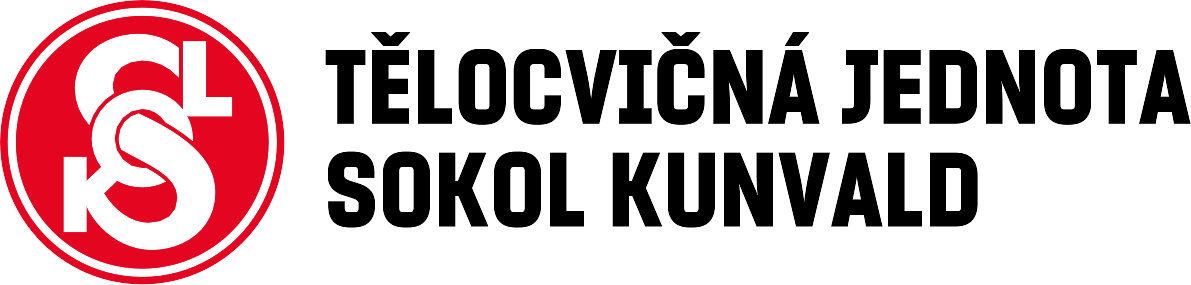 TĚLOCVIČNÁ JEDNOTA
SOKOL KUNVALD